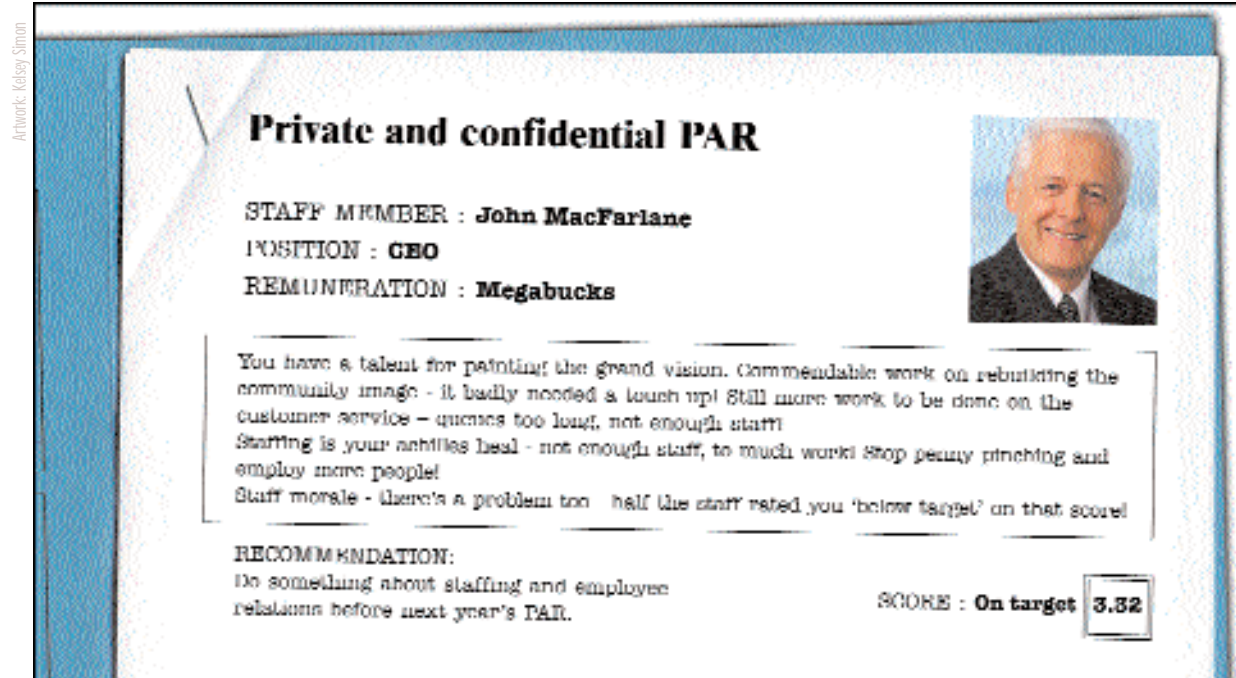 Artwork: Kelsey Simon
Private and confidential PAR
STAFF MEMBER : John MacFarlane
POSITION : CEO
REMUNERATION : Megabucks
You have a talent for painting the grand vision. Commendable work on rebuilding the
community image - it badly needed a touch up! Still more work to be done on the
customer service – queues too long, not enough staff!
Staffing is your achilles heal - not enough staff, to much work! Stop penny pinching and
employ more people!
Staff morale - there's a problem too half the staff rated you 'below target' on that score!
RECOMMENDATION:
Do something about staffing and employee
relations before next year's PAR.
SCORE : On target 3.32